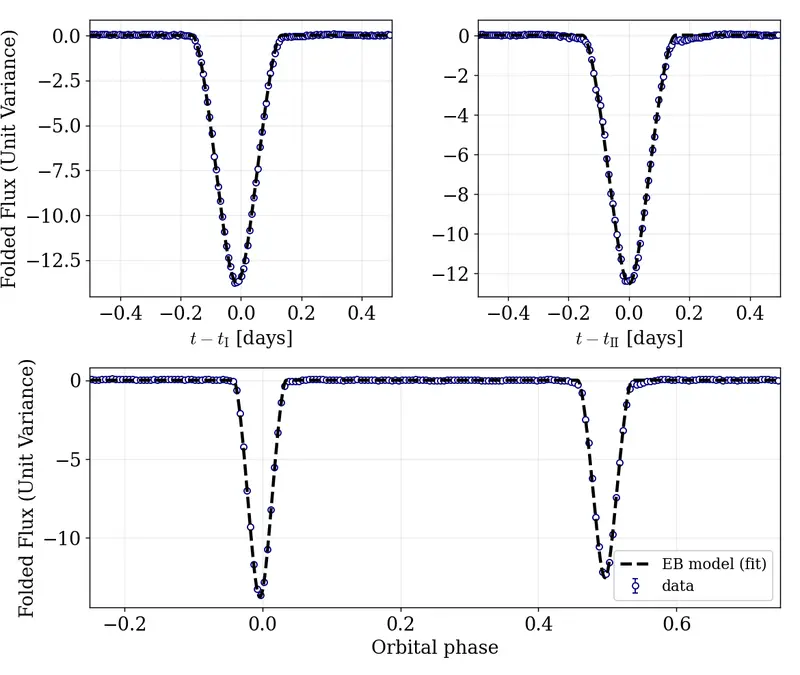 Folded Flux (Unit Variance)
0.0
−2.5
−5.0
−7.5
−10.0
−12.5
−0.4 −0.2 0.0 0.2 0.4
t − tI [days]
0
−2
−4
−6
−8
−10
−12
−0.4 −0.2 0.0 0.2 0.4
t − tII [days]
Folded Flux (Unit Variance)
0
−5
−10
−0.2 0.0 0.2 0.4 0.6
Orbital phase
EB model (fit)
data